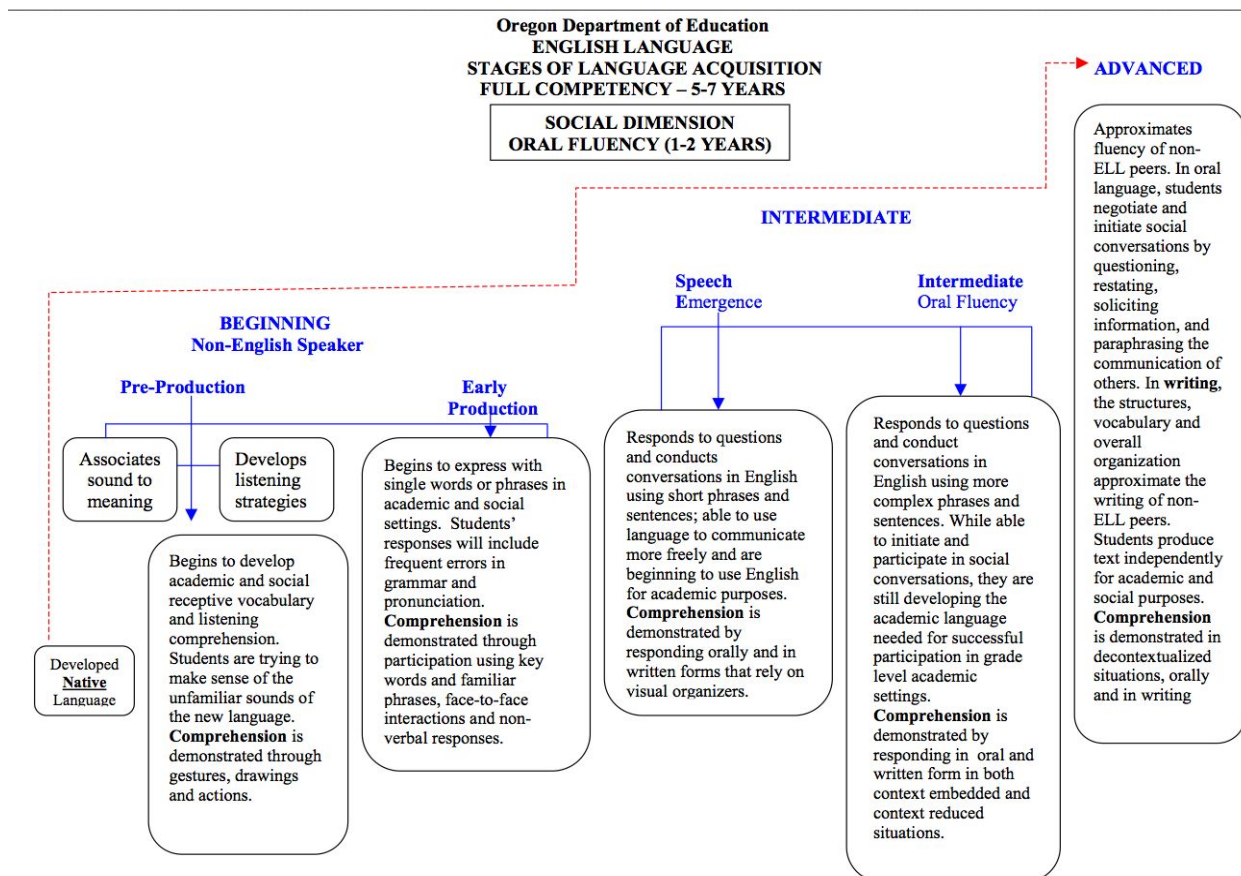 Oregon Department of Education
ENGLISH LANGUAGE
STAGES OF LANGUAGE ACQUISITION
FULL COMPETENCY – 5-7 YEARS
SOCIAL DIMENSION
ORAL FLUENCY (1-2 YEARS)
BEGINNING
Non-English Speaker
Pre-Production
Early
Production
INTERMEDIATE
Speech
Emergence
Intermediate
Oral Fluency
ADVANCED
Developed
Native
Language
Associates
sound to
meaning
Develops
listening
strategies
Begins to develop
academic and social
receptive vocabulary
and listening
comprehension.
Students are trying to
make sense of the
unfamiliar sounds of
the new language.
Comprehension is
demonstrated through
gestures, drawings
and actions.
Begins to express with
single words or phrases in
academic and social
settings. Students’
responses will include
frequent errors in
grammar and
pronunciation.
Comprehension is
demonstrated through
participation using key
words and familiar
phrases, face-to-face
interactions and non-
verbal responses.
Responds to questions
and conducts
conversations in English
using short phrases and
sentences; able to use
language to communicate
more freely and are
beginning to use English
for academic purposes.
Comprehension is
demonstrated by
responding orally and in
written forms that rely on
visual organizers.
Responds to questions
and conduct
conversations in
English using more
complex phrases and
sentences. While able
to initiate and
participate in social
conversations, they are
still developing the
academic language
needed for successful
participation in grade
level academic
settings.
Comprehension is
demonstrated by
responding in oral and
written form in both
context embedded and
context reduced
situations.
Approximates
fluency of non-
ELL peers. In oral
language, students
negotiate and
initiate social
conversations by
questioning,
restating,
soliciting
information, and
paraphrasing the
communication of
others. In writing,
the structures,
vocabulary and
overall
organization
approximate the
writing of non-
ELL peers.
Students produce
text independently
for academic and
social purposes.
Comprehension
is demonstrated in
decontextualized
situations, orally
and in writing